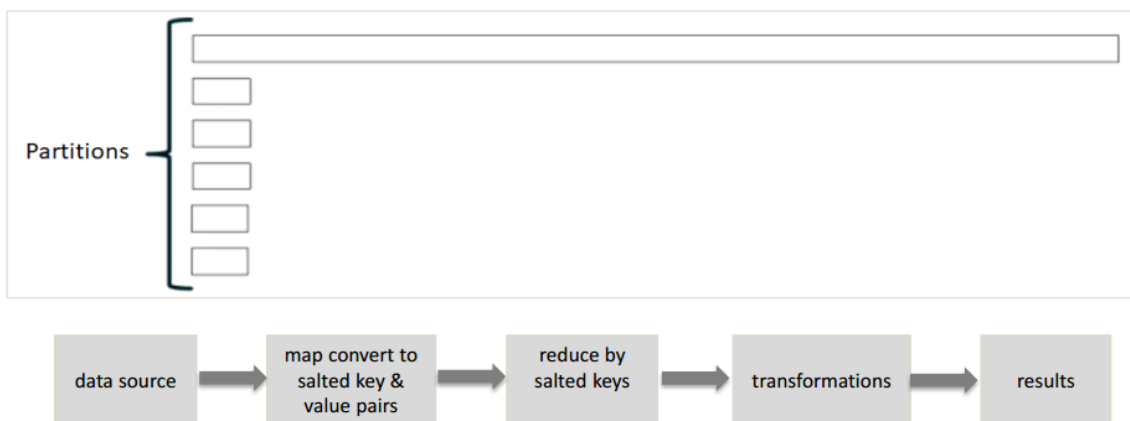 Partitions
data source
map convert to
salted key &
value pairs
reduce by
salted keys
transformations
results